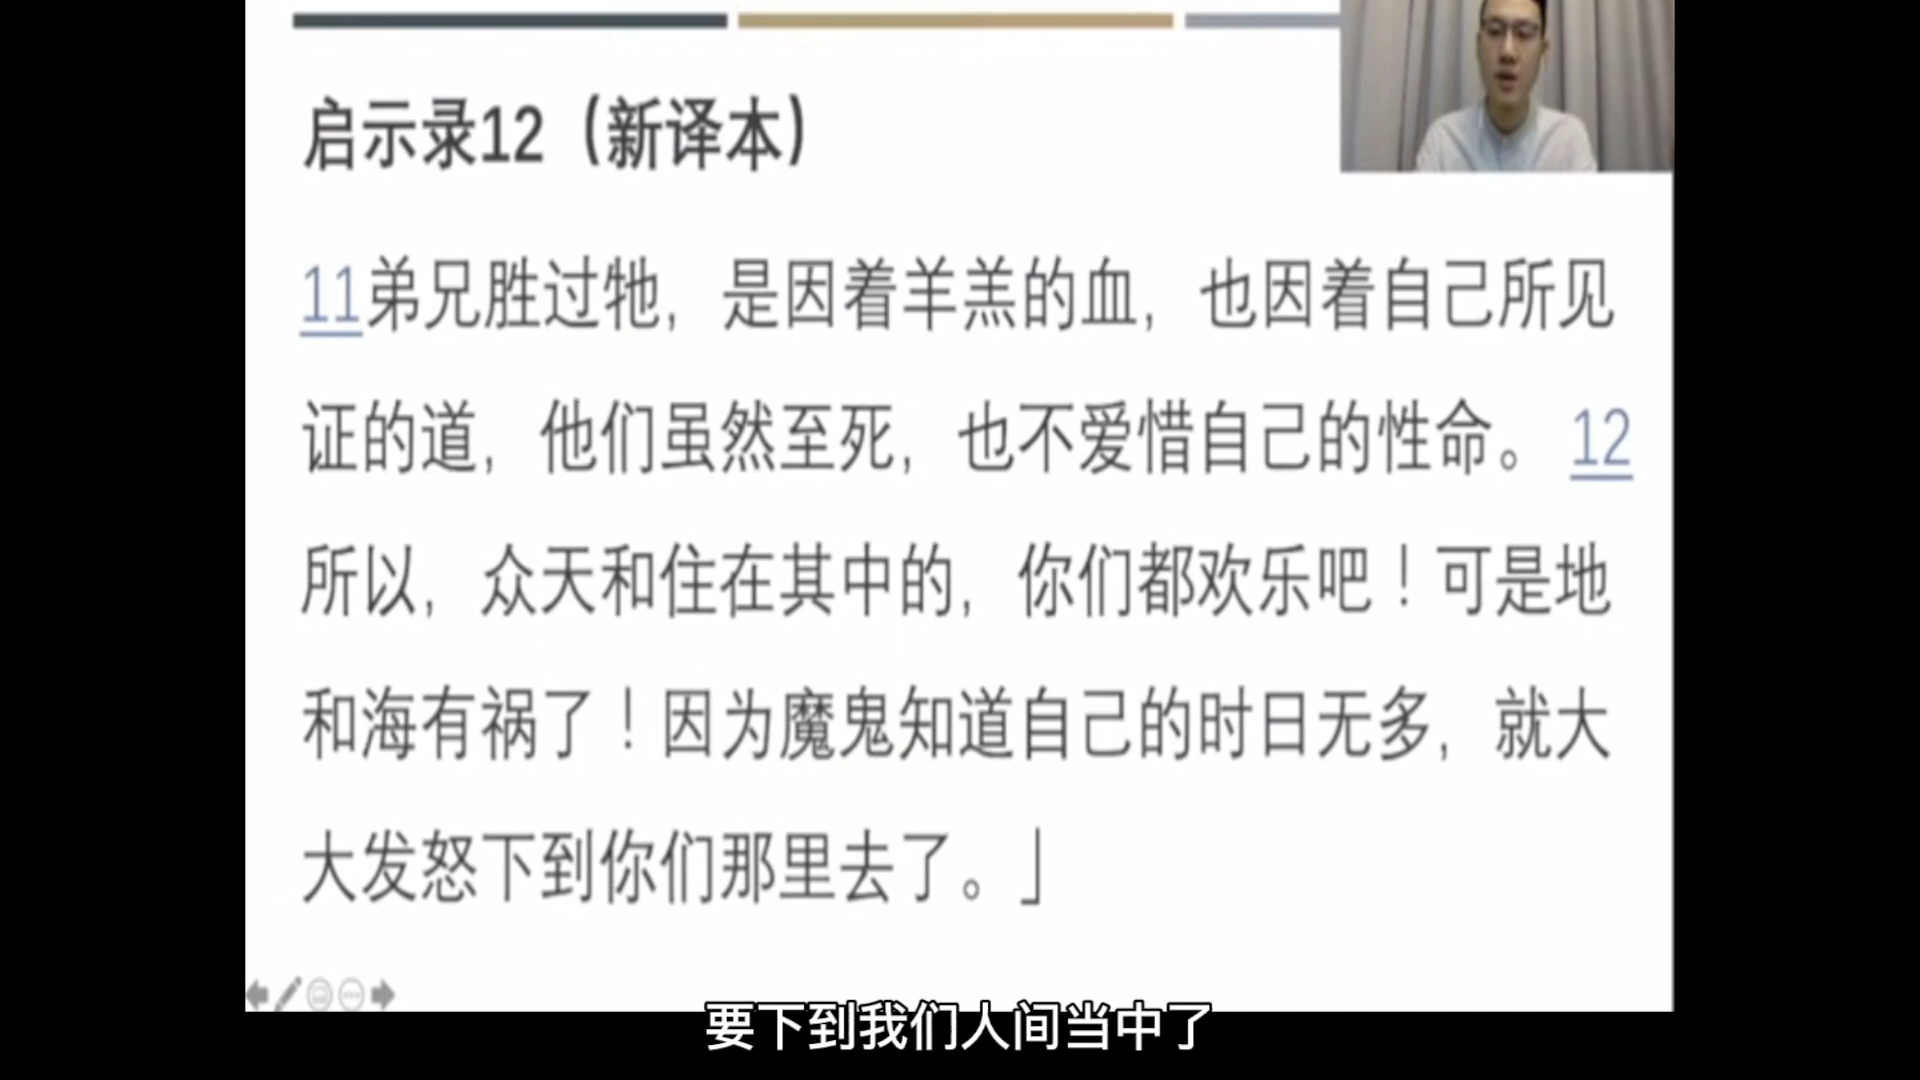 启示录12（新译本）
11弟兄胜过牠，是因着羊羔的血，也因着自己所见
证的道，他们虽然至死，也不爱惜自己的性命。 12
所以，众天和住在其中的，你们都欢乐吧！可是地
和海有祸了！因为魔鬼知道自己的时日无多，就大
大发怒下到你们那里去了。」
要下到我们人间当中了